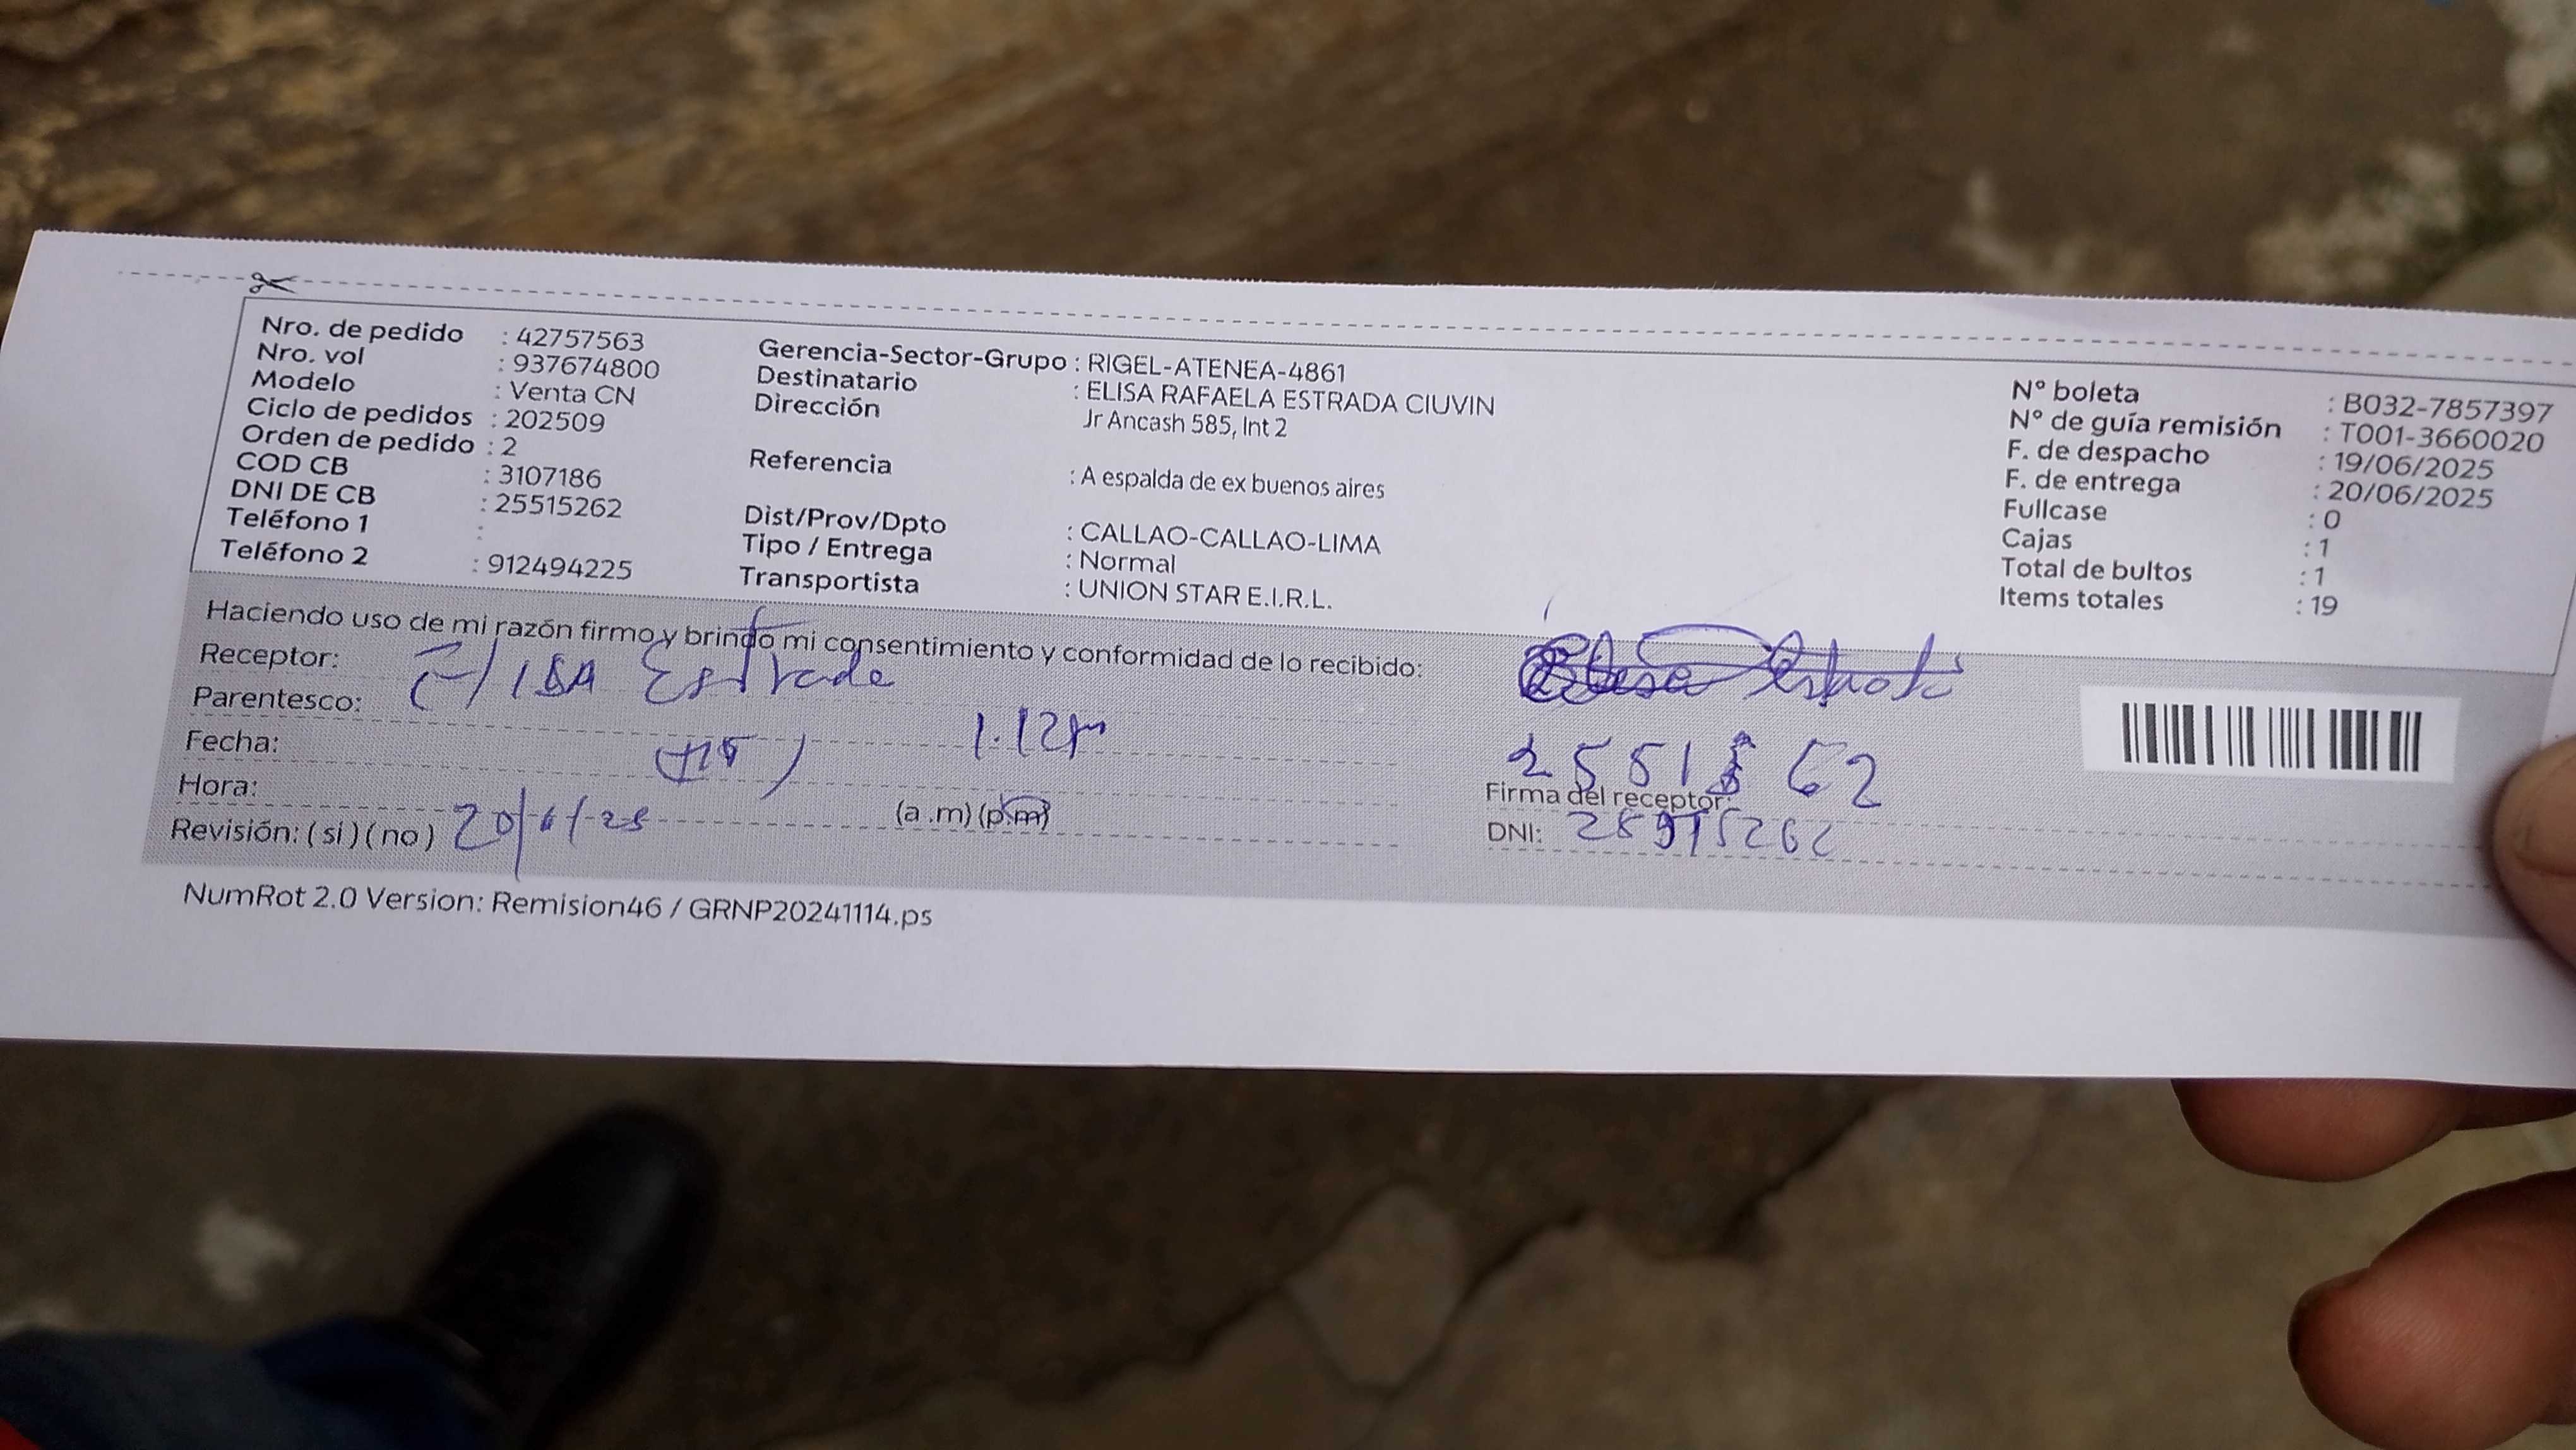 Nro. de pedido : 42757563
Nro. vol : 937674800
Modelo : Venta CN
Ciclo de pedidos : 202509
Orden de pedido : 2
COD CB : 3107186
DNI DE CB : 25515262
Teléfono 1 :
Teléfono 2 : 912494225
Gerencia-Sector-Grupo : RIGEL-ATENEA-4861
Destinatario : ELISA RAFAELA ESTRADA CIUVIN
Dirección Jr Ancash 585, Int 2
Referencia : A espalda de ex buenos aires
Dist/Prov/Dpto : CALLAO-CALLAO-LIMA
Tipo / Entrega : Normal
Transportista : UNION STAR E.I.R.L.
N° boleta : B032-7857397
N° de guía remisión : T001-3660020
F. de despacho : 19/06/2025
F. de entrega : 20/06/2025
Fullcase : 0
Cajas : 1
Total de bultos : 1
Items totales : 19
Haciendo uso de mi razón firmo y brindo mi consentimiento y conformidad de lo recibido:
Receptor: ElISA Estrada
Parentesco:
Fecha: 1.12
Hora: (a.m)(p.m)
Revisión: (si)(no) 20/6/25
Firma del receptor:
DNI:
NumRot 2.0 Version: Remision46 / GRNP20241114.ps